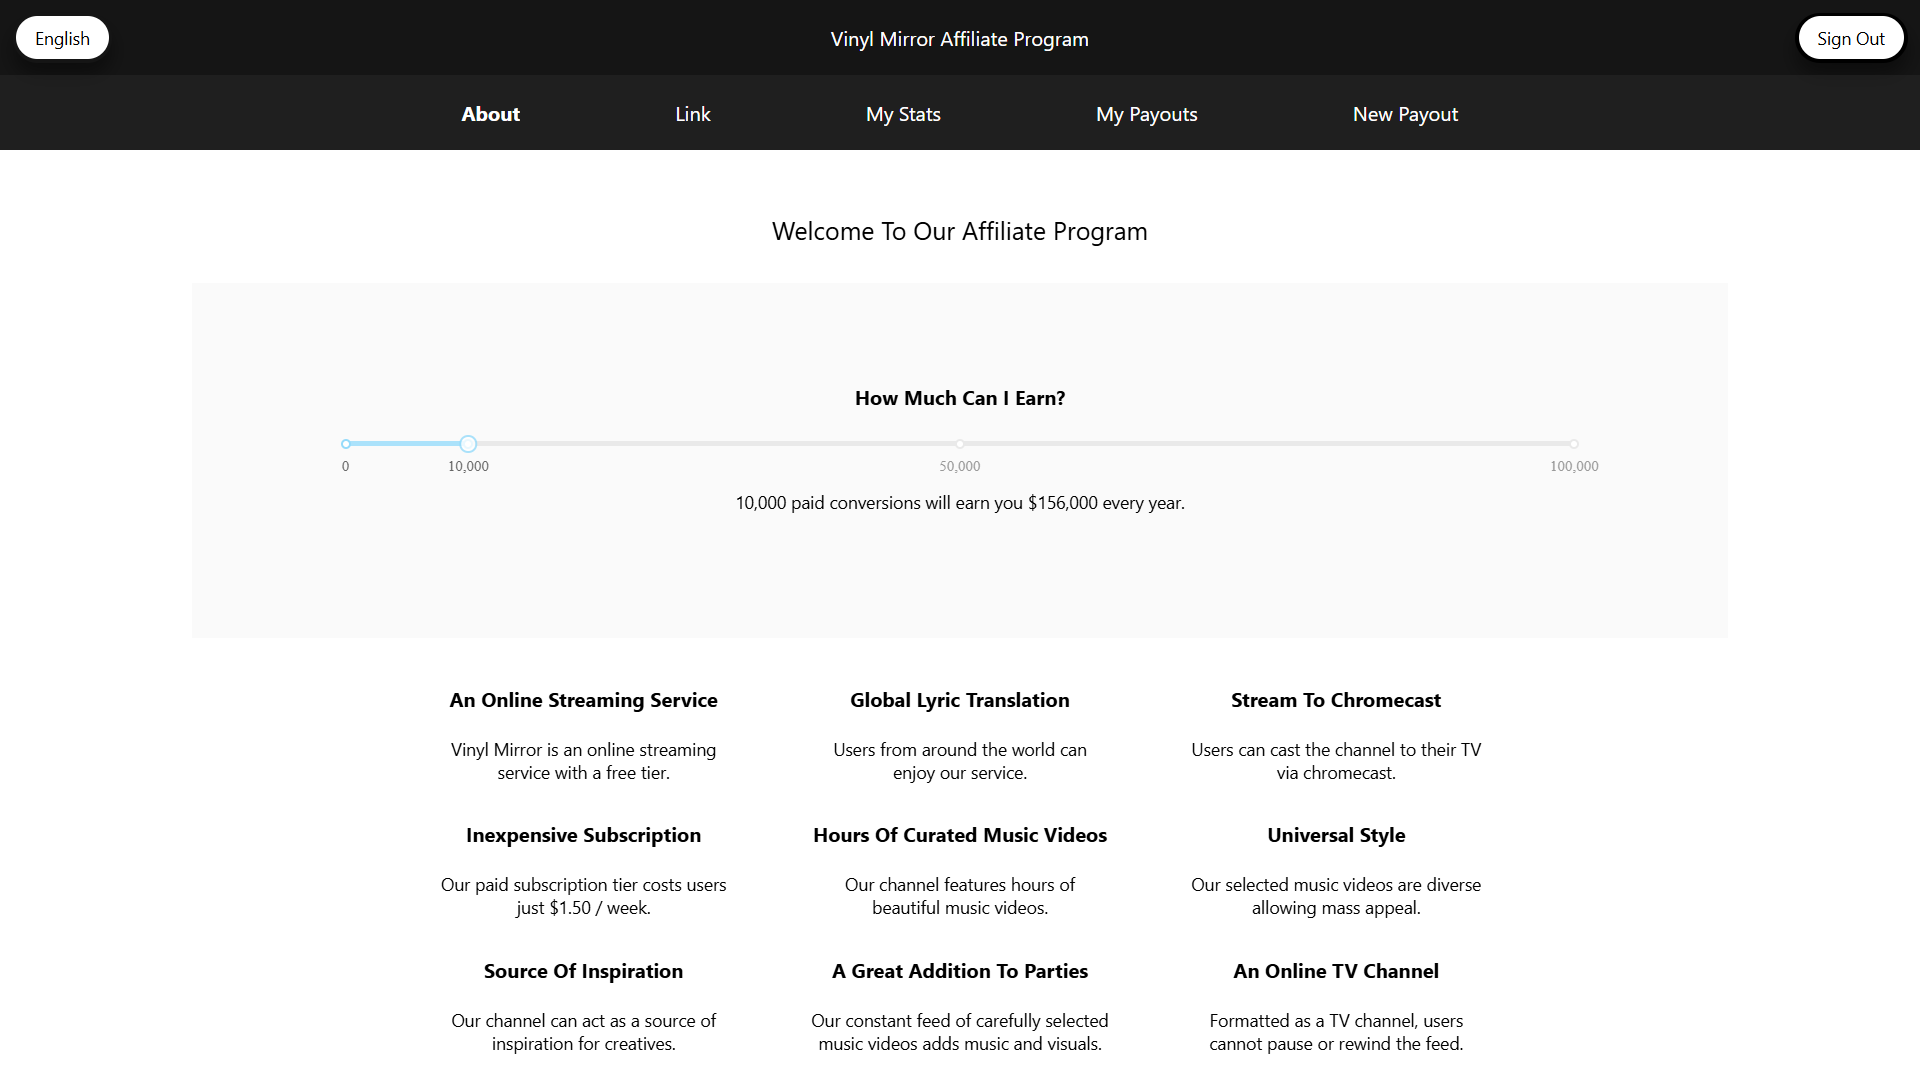 English
Vinyl Mirror Affiliate Program
Sign Out
About
Link
My Stats
My Payouts
New Payout
Welcome To Our Affiliate Program
How Much Can I Earn?
0
10,000
50,000
100,000
10,000 paid conversions will earn you $156,000 every year.
An Online Streaming Service
Vinyl Mirror is an online streaming
service with a free tier.
Global Lyric Translation
Users from around the world can
enjoy our service.
Stream To Chromecast
Users can cast the channel to their TV
via chromecast.
Inexpensive Subscription
Our paid subscription tier costs users
just $1.50 / week.
Hours Of Curated Music Videos
Our channel features hours of
beautiful music videos.
Universal Style
Our selected music videos are diverse
allowing mass appeal.
Source Of Inspiration
Our channel can act as a source of
inspiration for creatives.
A Great Addition To Parties
Our constant feed of carefully selected
music videos adds music and visuals.
An Online TV Channel
Formatted as a TV channel, users
cannot pause or rewind the feed.